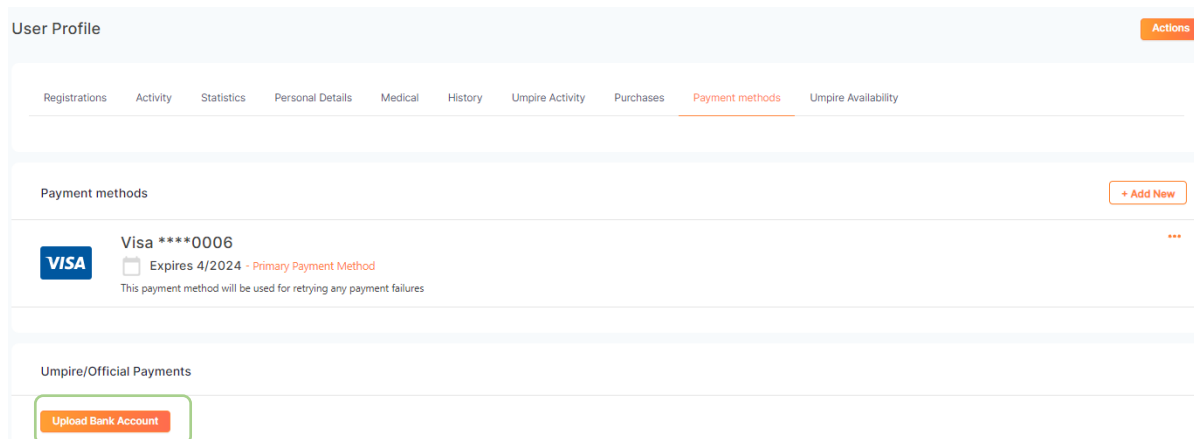 User Profile
Actions
Registrations Activity Statistics Personal Details Medical History Umpire Activity Purchases Payment methods Umpire Availability
Payment methods
+ Add New
VISA
Visa ****0006
Expires 4/2024 - Primary Payment Method
This payment method will be used for retrying any payment failures
Umpire/Official Payments
Upload Bank Account